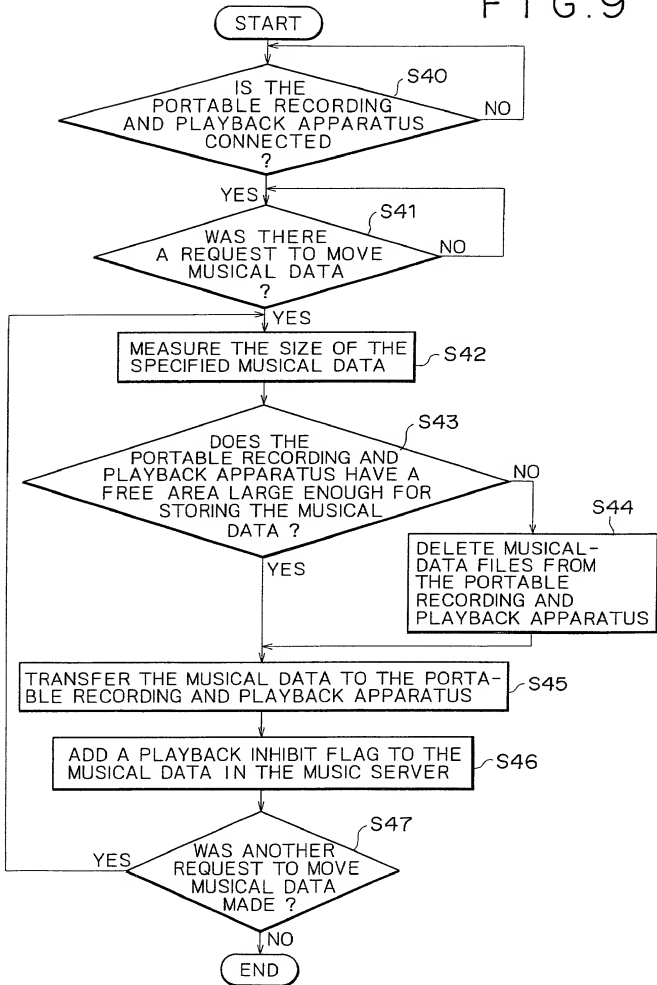 FIG.9
START
S40
IS THE
PORTABLE RECORDING
AND PLAYBACK APPARATUS
CONNECTED
?
NO
YES
S41
WAS THERE
A REQUEST TO MOVE
MUSICAL DATA
?
NO
YES
MEASURE THE SIZE OF THE
SPECIFIED MUSICAL DATA
S42
S43
DOES THE
PORTABLE RECORDING AND
PLAYBACK APPARATUS HAVE A
FREE AREA LARGE ENOUGH FOR
STORING THE MUSICAL
DATA ?
NO
YES
S44
DELETE MUSICAL-
DATA FILES FROM
THE PORTABLE
RECORDING AND
PLAYBACK APPARATUS
TRANSFER THE MUSICAL DATA TO THE PORTA-
BLE RECORDING AND PLAYBACK APPARATUS
S45
ADD A PLAYBACK INHIBIT FLAG TO THE
MUSICAL DATA IN THE MUSIC SERVER
S46
S47
YES
WAS ANOTHER
REQUEST TO MOVE
MUSICAL DATA
MADE ?
NO
END